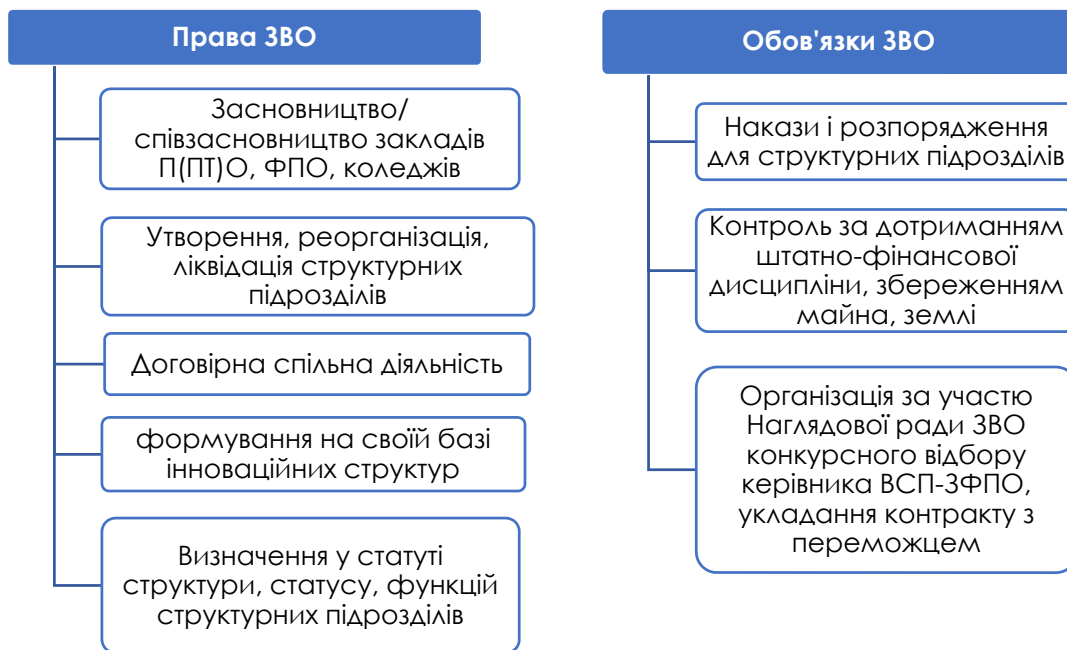 Права ЗВО
Засновництво/
співзасновництво закладів
П(ПТ)О, ФПО, коледжів
Утворення, реорганізація,
ліквідація структурних
підрозділів
Договірна спільна діяльність
формування на своїй базі
інноваційних структур
Визначення у статуті
структури, статусу, функцій
структурних підрозділів
Обов'язки ЗВО
Накази і розпорядження
для структурних підрозділів
Контроль за дотриманням
штатно-фінансової
дисципліни, збереженням
майна, землі
Організація за участю
Наглядової ради ЗВО
конкурсного відбору
керівника ВСП-ЗФПО,
укладання контракту з
переможцем